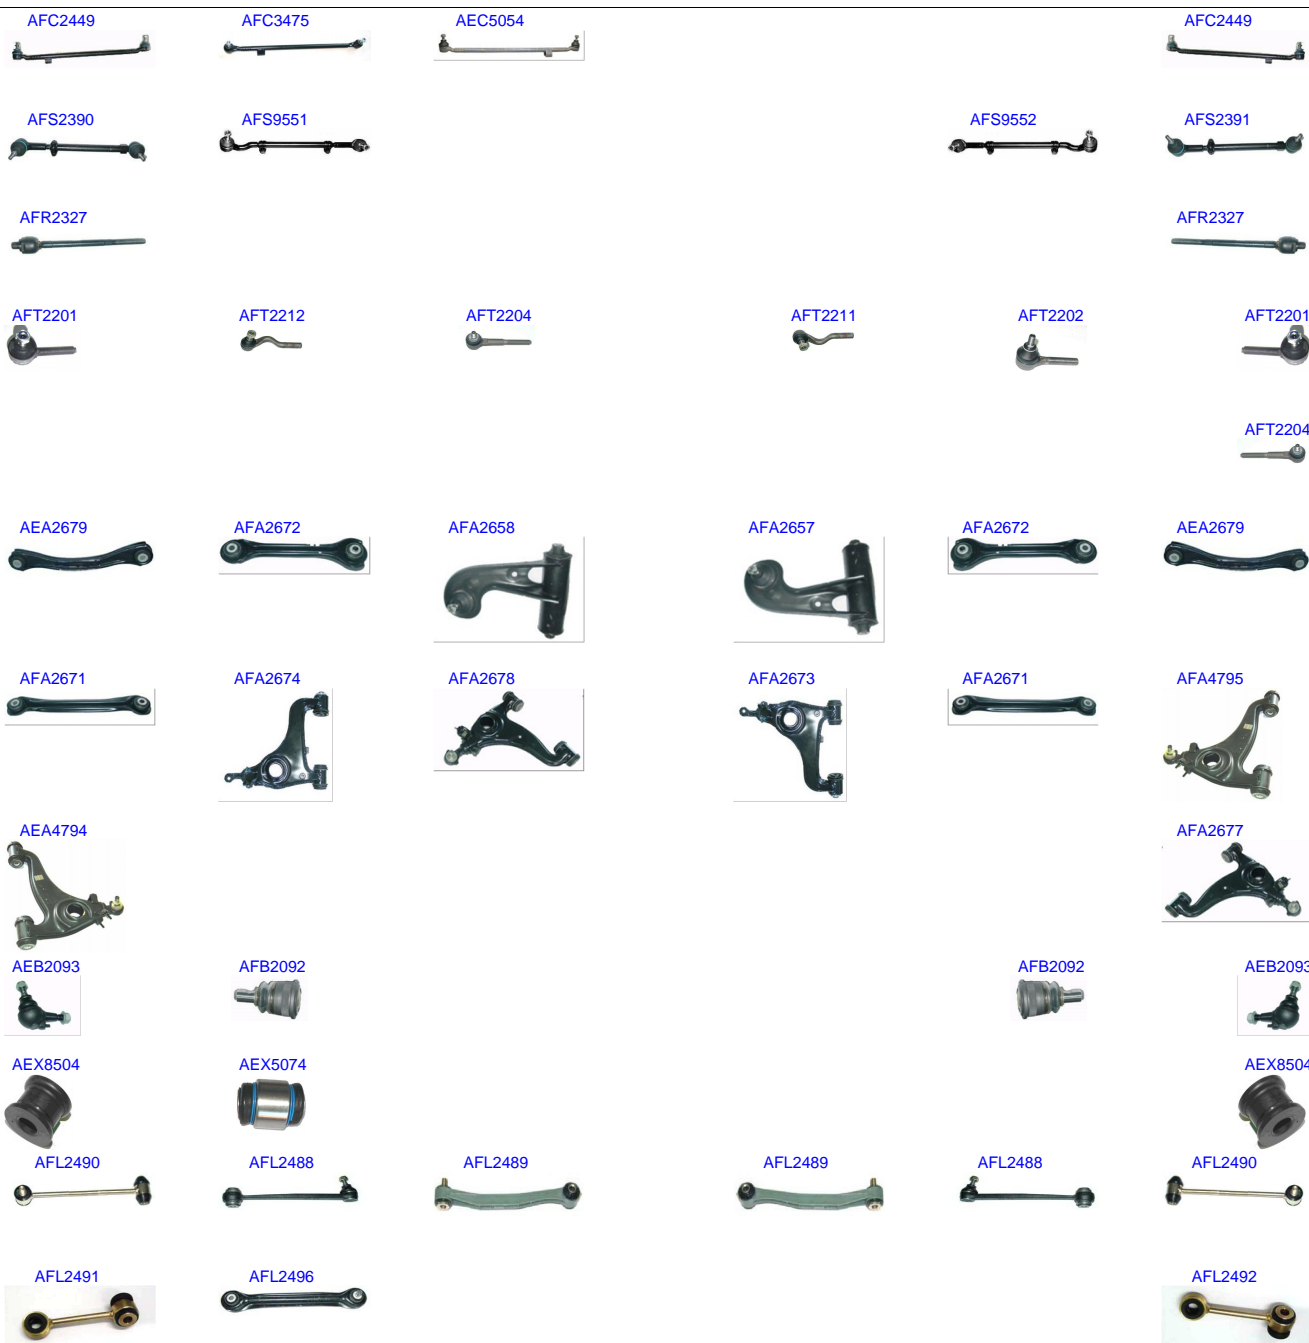 AFC2449 AFC3475 AEC5054 AFC2449
AFS2390 AFS9551 AFS9552 AFS2391
AFR2327 AFR2327
AFT2201 AFT2212 AFT2204 AFT2211 AFT2202 AFT2201
AFT2204
AEA2679 AFA2672 AFA2658 AFA2657 AFA2672 AEA2679
AFA2671 AFA2674 AFA2678 AFA2673 AFA2671 AFA4795
AEA4794 AFA2677
AEB2093 AFB2092 AFB2092 AEB2093
AEX8504 AEX5074 AEX8504
AFL2490 AFL2488 AFL2489 AFL2489 AFL2488 AFL2490
AFL2491 AFL2496 AFL2492